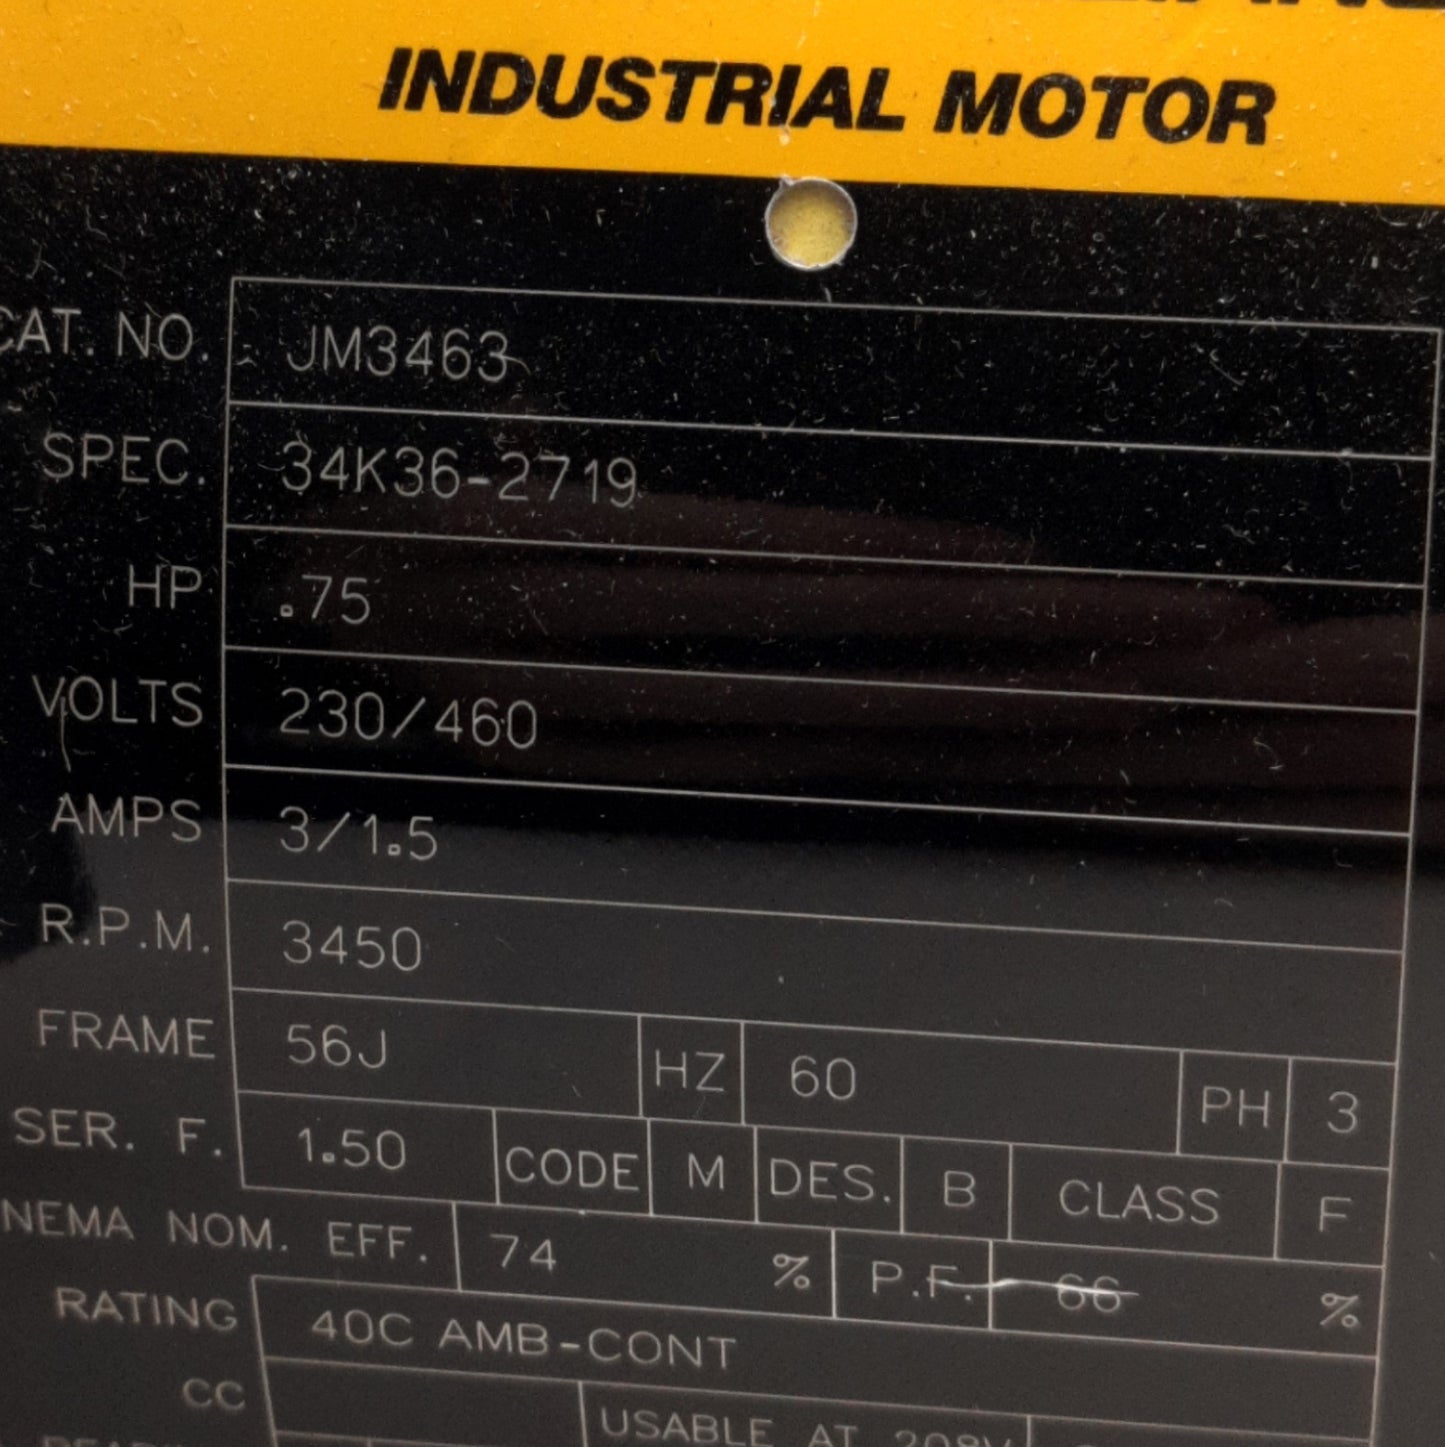 INDUSTRIAL MOTOR
CAT. NO. JM3463
SPEC. 34K36-2719
HP .75
VOLTS 230/460
AMPS 3/1.5
R.P.M. 3450
FRAME 56J HZ 60 PH 3
SER. F. 1.50 CODE M DES. B CLASS F
NEMA NOM. EFF. 74 % P.F. 66 %
RATING 40C AMB-CONT
CC USABLE AT 208V